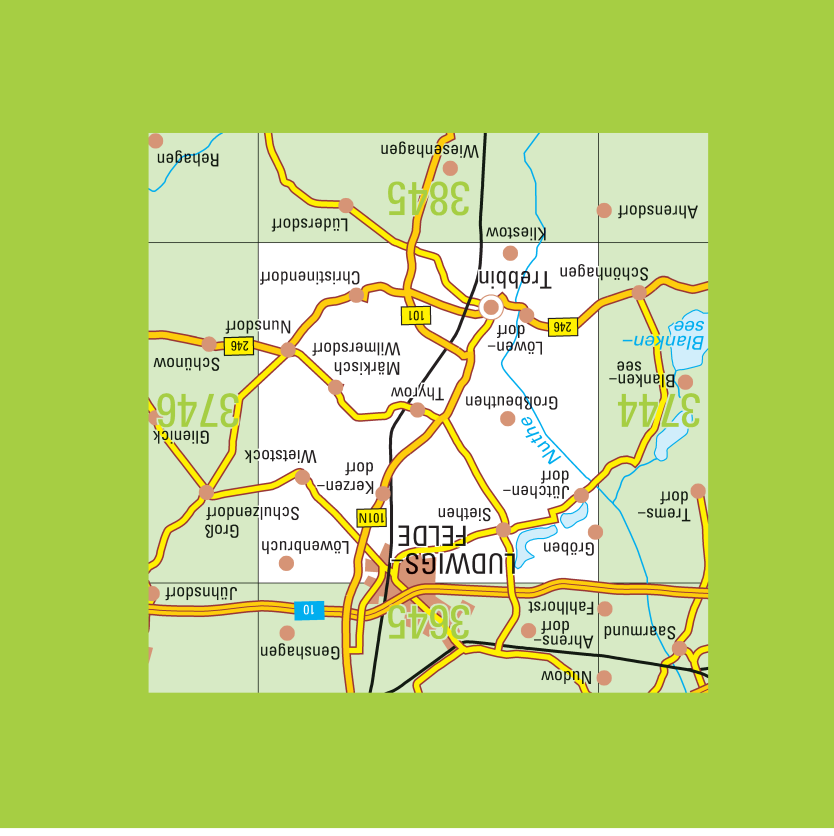 Nudow
Genshagen
Saarmund
Ahrens-
dorf
3645
Fahlhorst
10
Jühnsdorf
LUDWIGS-
FELDE
Gröben
Löwenbruch
Groß
Schulzendorf
101N
Siethen
Trems-
dorf
Jütchen-
dorf
Kerzen-
dorf
Wietstock
Nuthe
Glienick
3744
3746
Großbeuthen
Thyrow
Blanken-
see
Märkisch
Wilmersdorf
Schünow
Blanken-
see
Löwen-
dorf
246
246
Nunsdorf
101
Schönhagen
Trebbin
Christinendorf
Kliestow
Lüdersdorf
Ahrensdorf
3845
Wiesenhagen
Rehagen